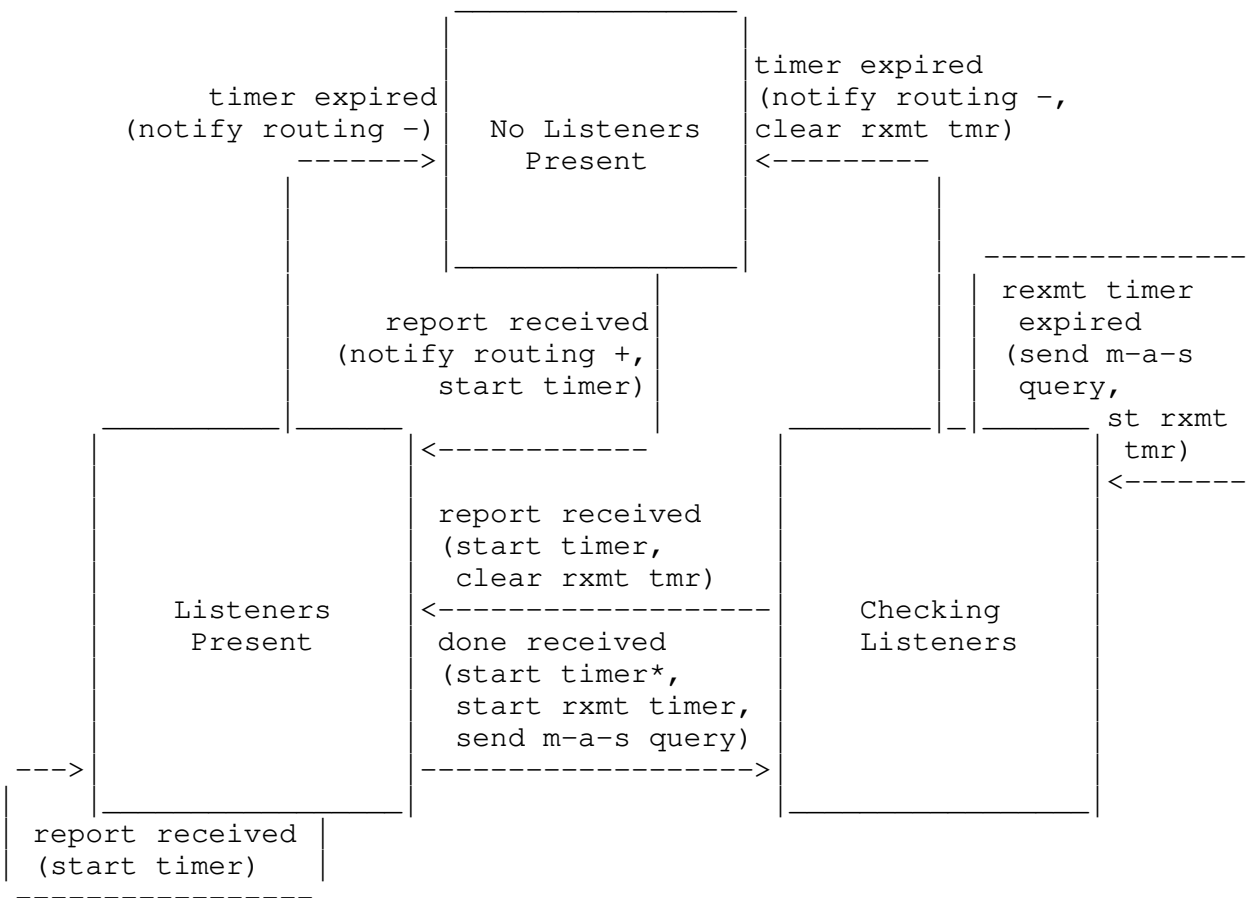 timer expired
(notify routing -)
No Listeners
Present
timer expired
(notify routing -,
clear rxmt tmr)
rexmt timer
expired
(send m-a-s
query,
st rxmt
tmr)
report received
(notify routing +,
start timer)
report received
(start timer,
clear rxmt tmr)
Listeners
Present
Checking
Listeners
done received
(start timer*,
start rxmt timer,
send m-a-s query)
report received
(start timer)